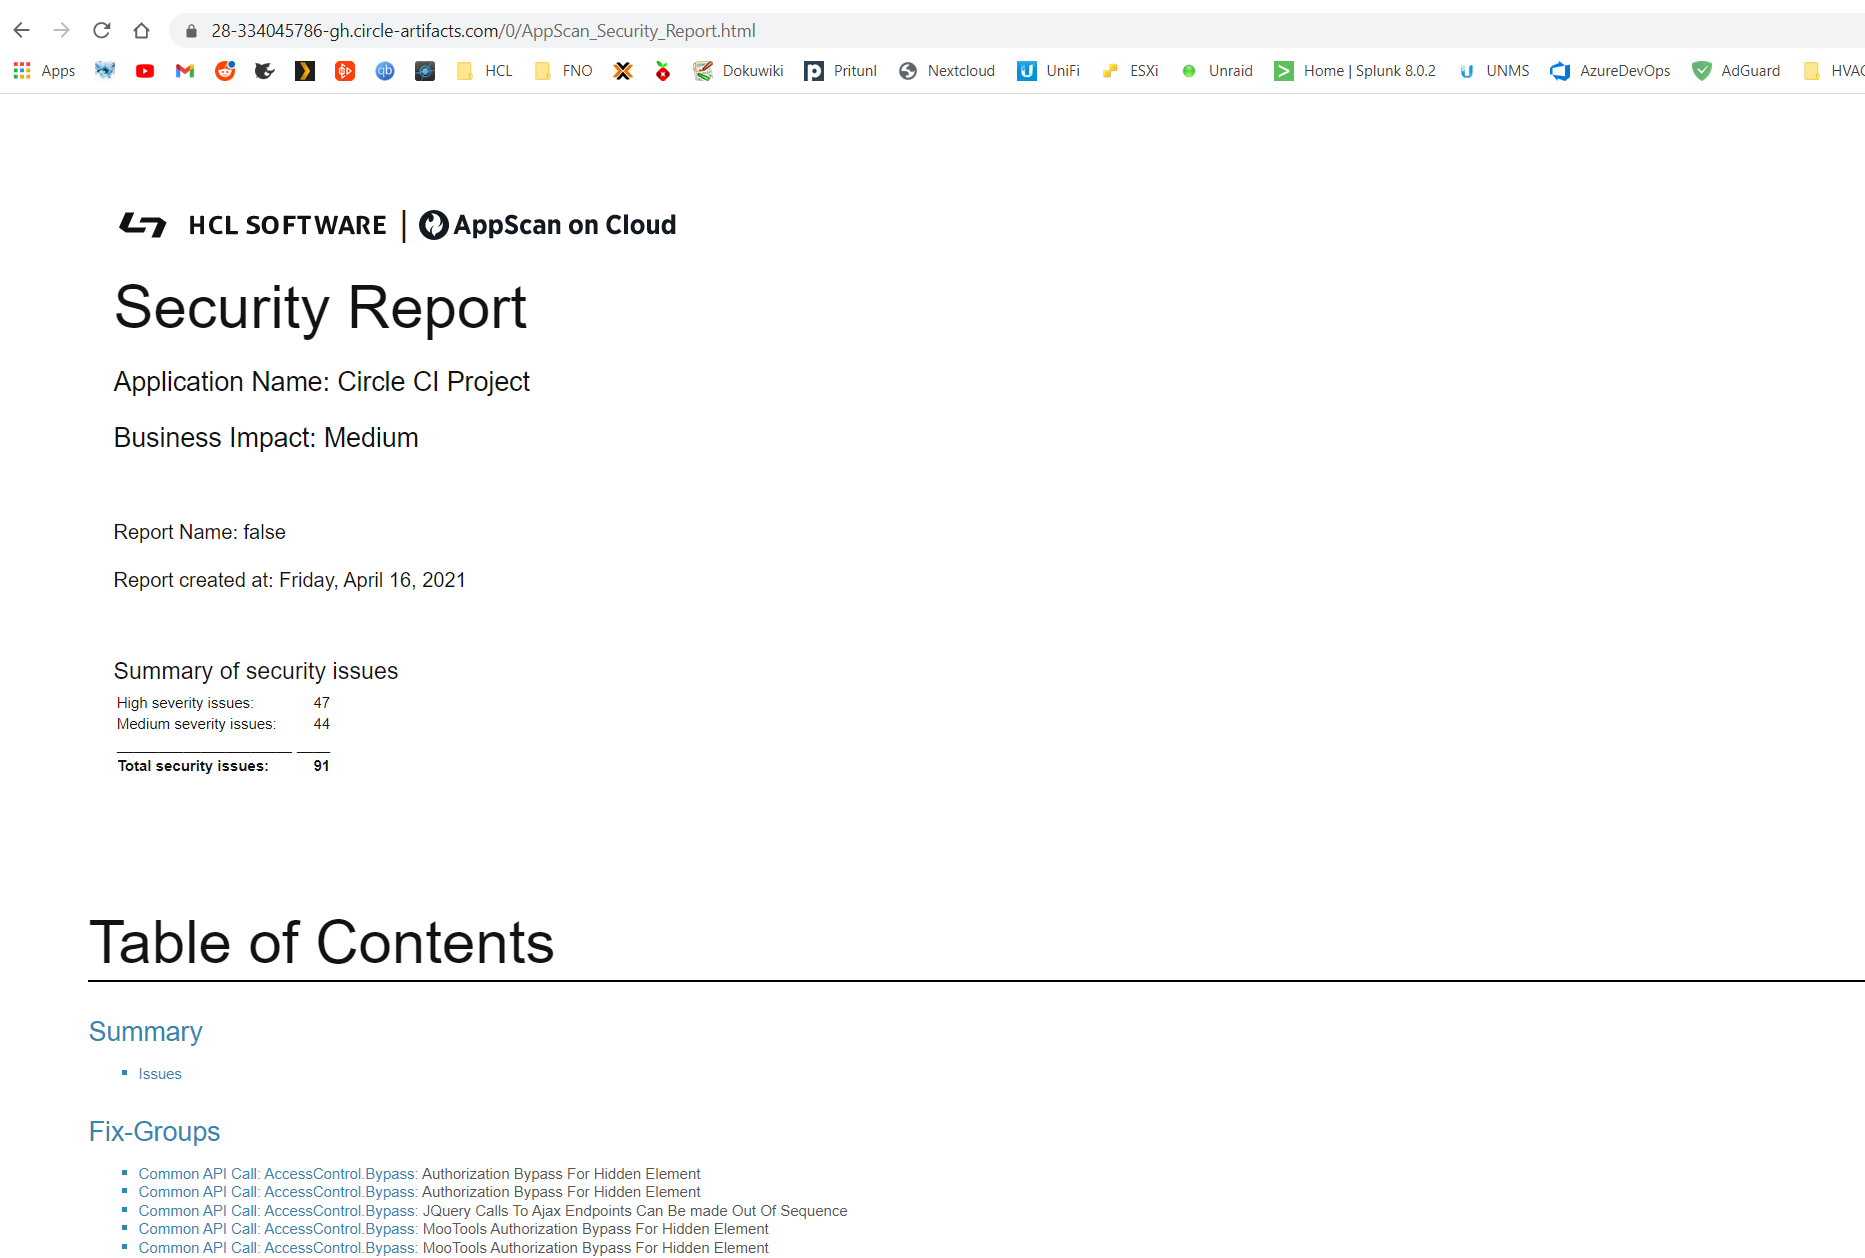 28-334045786-gh.circle-artifacts.com/0/AppScan_Security_Report.html
Apps qb HCL FNO Dokuwiki Pritunl Nextcloud UniFi ESXi Unraid Home | Splunk 8.0.2 UNMS AzureDevOps AdGuard HVAC
HCL SOFTWARE | AppScan on Cloud
Security Report
Application Name: Circle CI Project
Business Impact: Medium
Report Name: false
Report created at: Friday, April 16, 2021
Summary of security issues
High severity issues: 47
Medium severity issues: 44
Total security issues: 91
Table of Contents
Summary
Issues
Fix-Groups
Common API Call: AccessControl.Bypass: Authorization Bypass For Hidden Element
Common API Call: AccessControl.Bypass: Authorization Bypass For Hidden Element
Common API Call: AccessControl.Bypass: JQuery Calls To Ajax Endpoints Can Be made Out Of Sequence
Common API Call: AccessControl.Bypass: MooTools Authorization Bypass For Hidden Element
Common API Call: AccessControl.Bypass: MooTools Authorization Bypass For Hidden Element